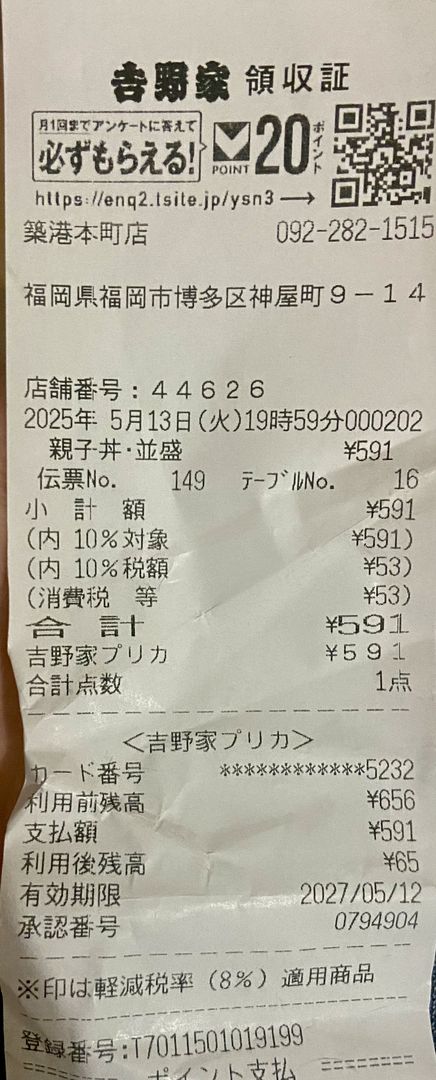 吉野家 領収証
月1回までアンケートに答えて
必ずもらえる!
POINT 20ポイント
https://enq2.tsite.jp/ysn3→
築港本町店 092-282-1515
福岡県福岡市博多区神屋町9-14
店舗番号:44626
2025年 5月13日(火)19時59分000202
親子丼・並盛 ¥591
伝票No. 149 テーブルNo. 16
小 計 額 ¥591
(内 10%対象 ¥591)
(内 10%税額 ¥53)
(消費税 等 ¥53)
合 計 ¥591
吉野家プリカ ¥591
合計点数 1点
<吉野家プリカ>
カード番号 ************5232
利用前残高 ¥656
支払額 ¥591
利用後残高 ¥65
有効期限 2027/05/12
承認番号 0794904
※印は軽減税率(8%)適用商品
登録番号:T7011501019199
======= ポイント支払 =======